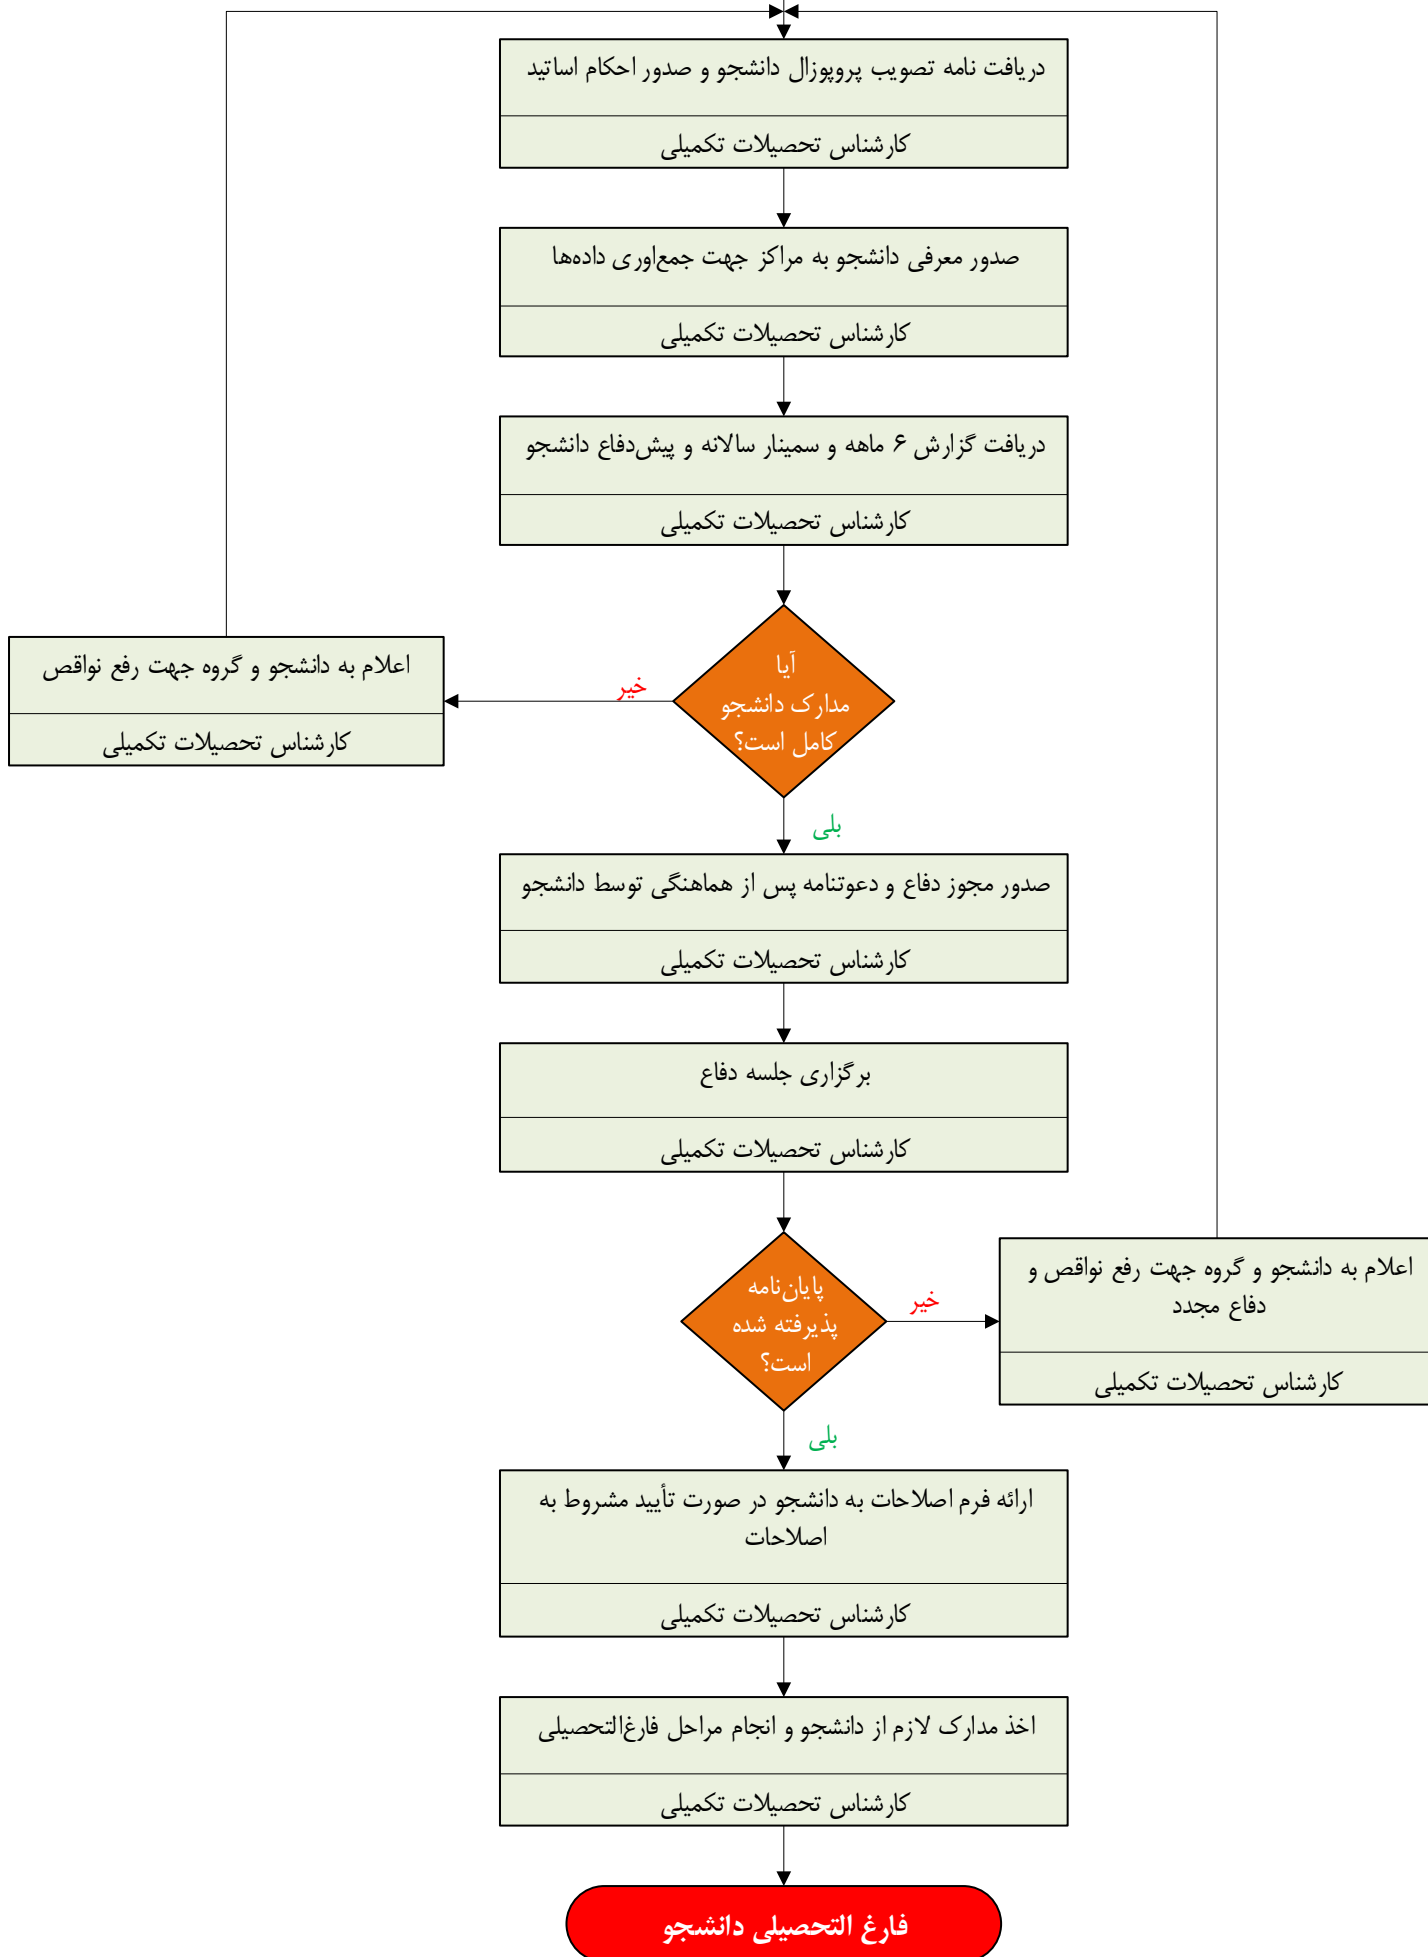 دریافت نامه تصویب پروپوزال دانشجو و صدور احکام اساتید
کارشناس تحصیلات تکمیلی
صدور معرفی دانشجو به مراکز جهت جمع‌اوری داده‌ها
کارشناس تحصیلات تکمیلی
دریافت گزارش ۶ ماهه و سمینار سالانه و پیش‌دفاع دانشجو
کارشناس تحصیلات تکمیلی
آیا
مدارک دانشجو
کامل است؟
خیر
اعلام به دانشجو و گروه جهت رفع نواقص
کارشناس تحصیلات تکمیلی
بلی
صدور مجوز دفاع و دعوتنامه پس از هماهنگی توسط دانشجو
کارشناس تحصیلات تکمیلی
برگزاری جلسه دفاع
کارشناس تحصیلات تکمیلی
پایان‌نامه
پذیرفته شده
است؟
خیر
اعلام به دانشجو و گروه جهت رفع نواقص و
دفاع مجدد
کارشناس تحصیلات تکمیلی
بلی
ارائه فرم اصلاحات به دانشجو در صورت تأیید مشروط به
اصلاحات
کارشناس تحصیلات تکمیلی
اخذ مدارک لازم از دانشجو و انجام مراحل فارغ‌التحصیلی
کارشناس تحصیلات تکمیلی
فارغ التحصیلی دانشجو